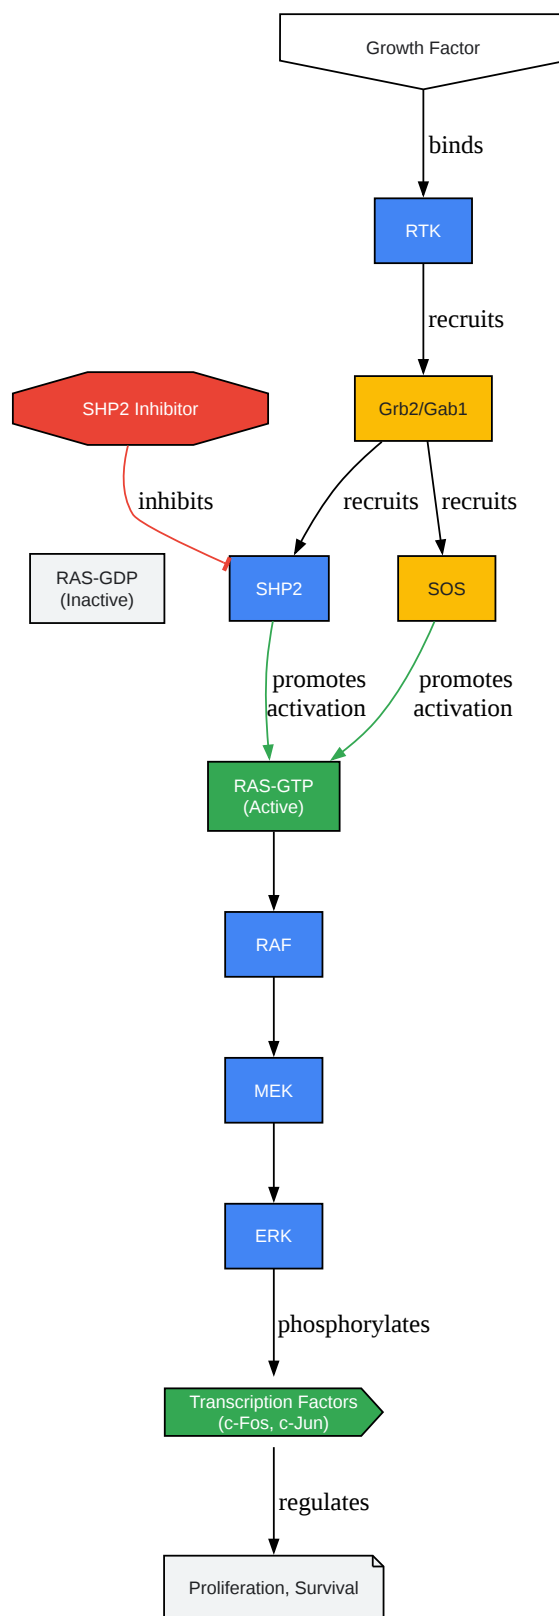 Growth Factor
binds
RTK
recruits
SHP2 Inhibitor
Grb2/Gab1
inhibits
recruits
recruits
RAS-GDP
(Inactive)
SHP2
SOS
promotes
activation
promotes
activation
RAS-GTP
(Active)
RAF
MEK
ERK
phosphorylates
Transcription Factors
(c-Fos, c-Jun)
regulates
Proliferation, Survival